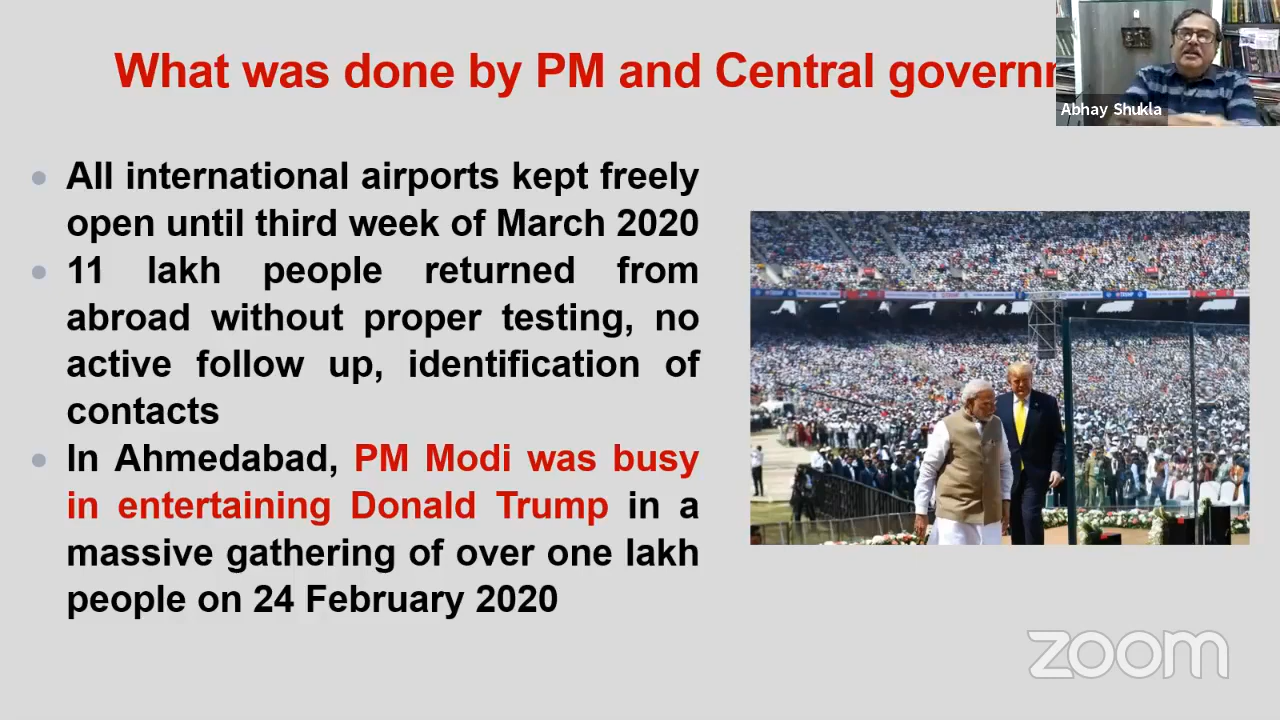 What was done by PM and Central governm
Abhay Shukla
All international airports kept freely
open until third week of March 2020
11 lakh people returned from
abroad without proper testing, no
active follow up, identification of
contacts
In Ahmedabad, PM Modi was busy
in entertaining Donald Trump in a
massive gathering of over one lakh
people on 24 February 2020
zoom